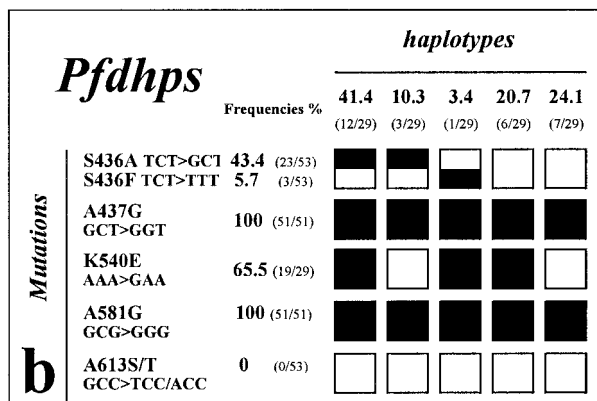 haplotypes
Pfdhps
Frequencies %
41.4 10.3 3.4 20.7 24.1
(12/29) (3/29) (1/29) (6/29) (7/29)
S436A TCT>GCT 43.4 (23/53)
S436F TCT>TTT 5.7 (3/53)
A437G 100 (51/51)
GCT>GGT
K540E 65.5 (19/29)
AAA>GAA
A581G 100 (51/51)
GCG>GGG
A613S/T 0 (0/53)
GCC>TCC/ACC
Mutations
b